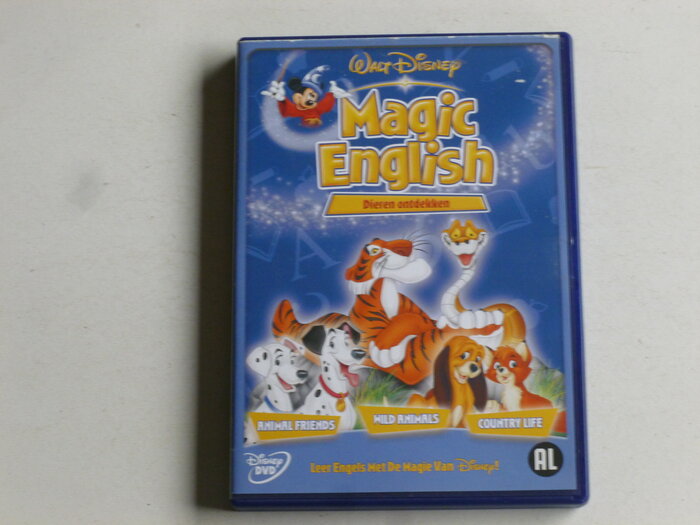 Walt Disney
Magic
English
Dieren ontdekken
ANIMAL FRIENDS
WILD ANIMALS
COUNTRY LIFE
Disney
DVD
Leer Engels Met De Magie Van Disney!
AL